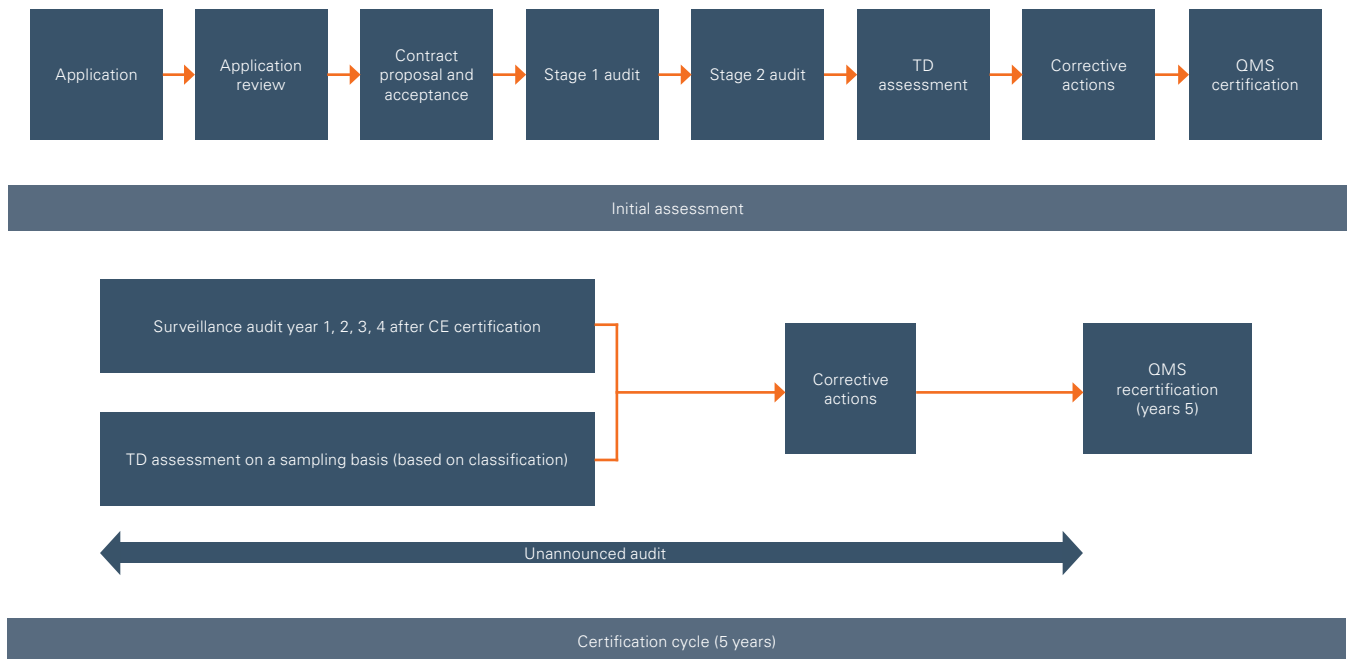 Application
Application
review
Contract
proposal and
acceptance
Stage 1 audit
Stage 2 audit
TD
assessment
Corrective
actions
QMS
certification
Initial assessment
Surveillance audit year 1, 2, 3, 4 after CE certification
TD assessment on a sampling basis (based on classification)
Corrective
actions
QMS
recertification
(years 5)
Unannounced audit
Certification cycle (5 years)